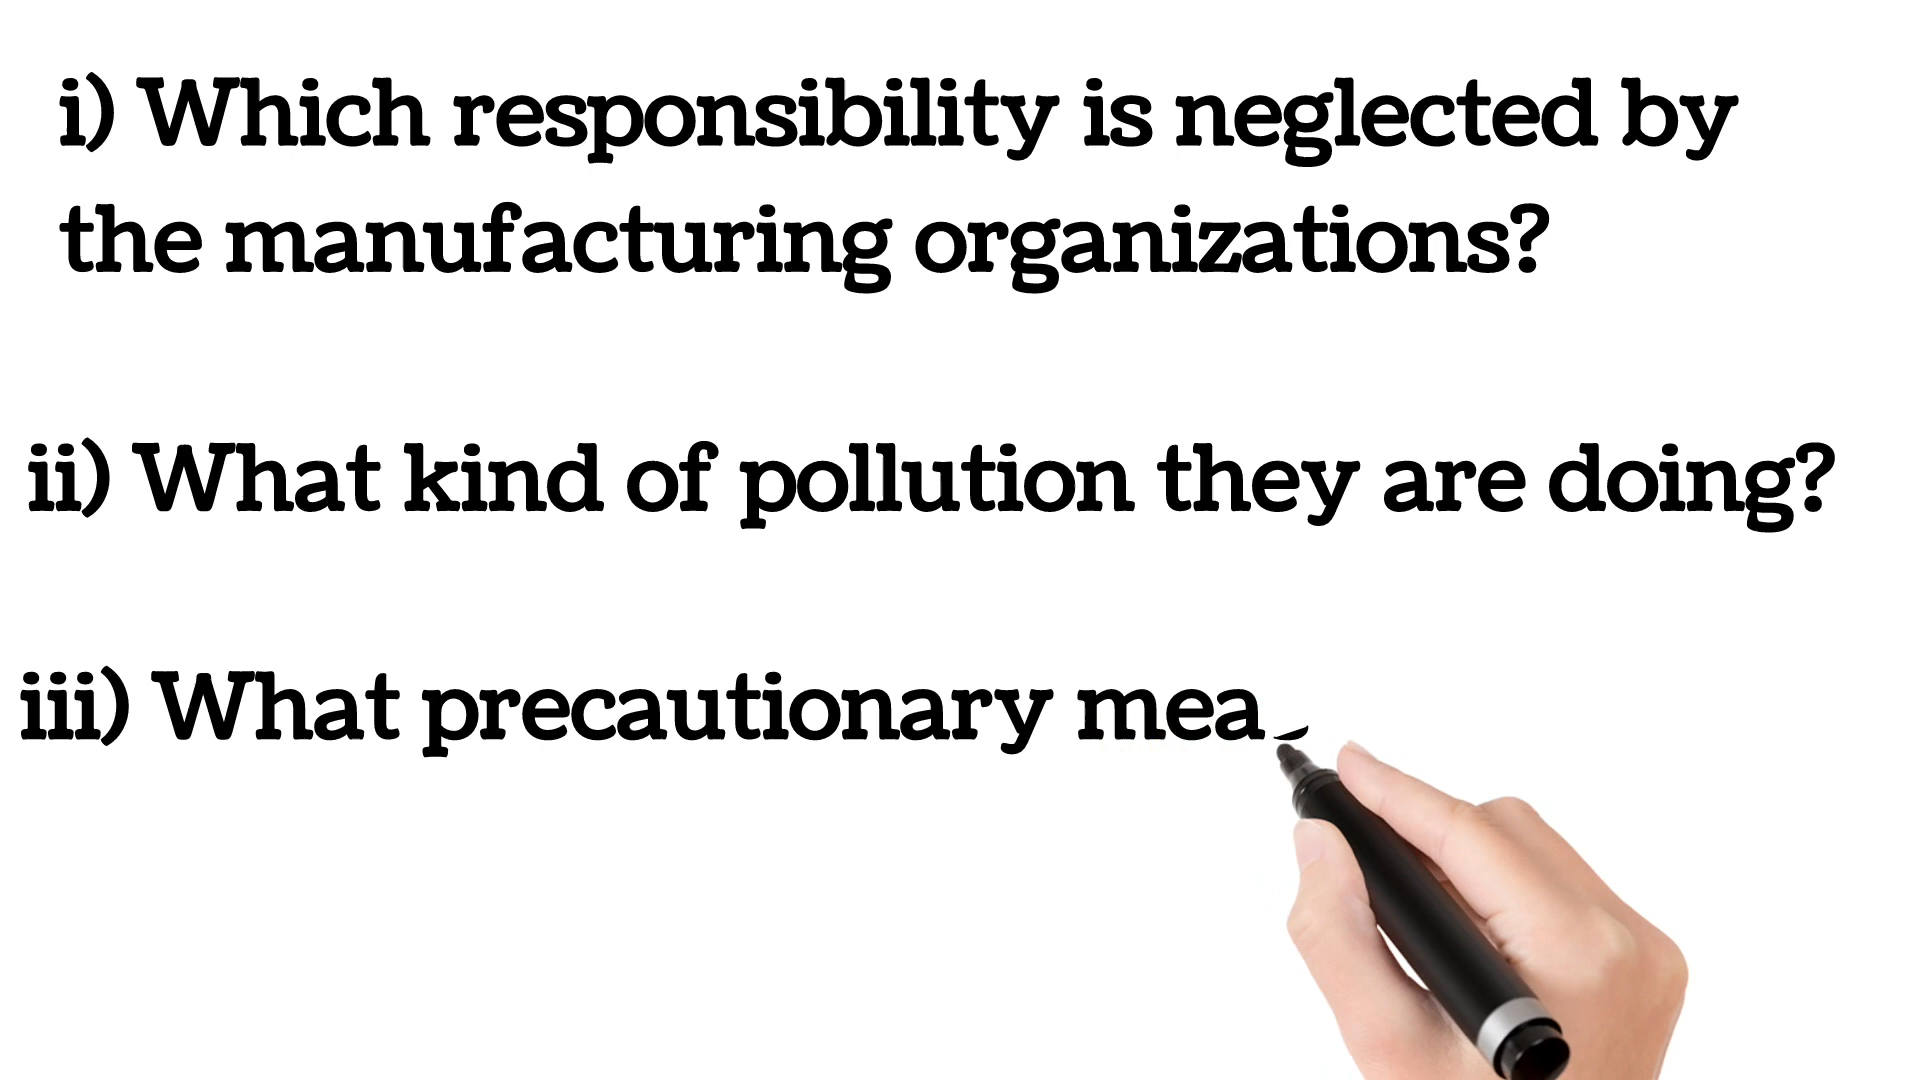 i) Which responsibility is neglected by
the manufacturing organizations?
ii) What kind of pollution they are doing?
iii) What precautionary mea